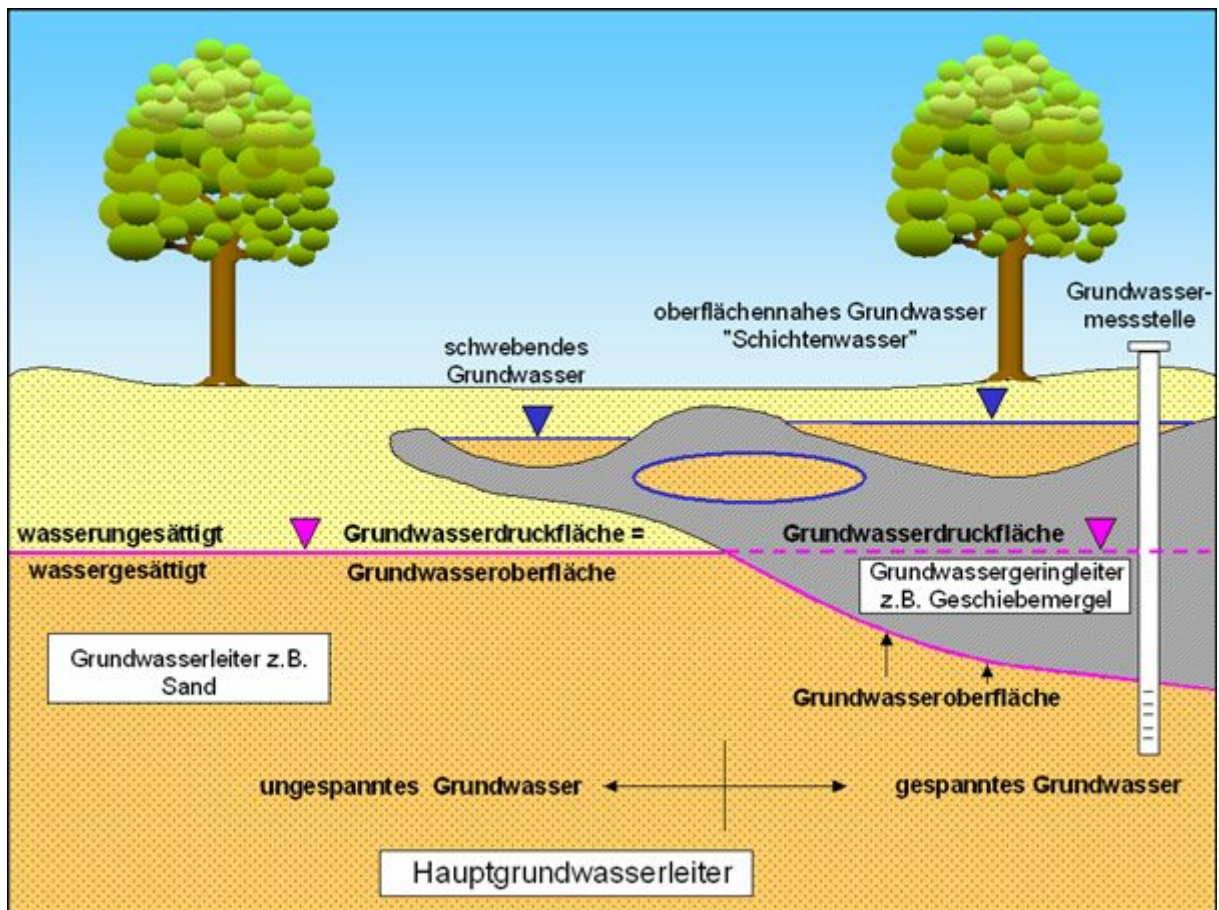 Grundwasser-
messstelle
oberflächennahes Grundwasser
"Schichtenwasser"
schwebendes
Grundwasser
wasserungesättigt
Grundwasserdruckfläche =
Grundwasserdruckfläche
wassergesättigt
Grundwasseroberfläche
Grundwassergeringleiter
z.B. Geschiebemergel
Grundwasserleiter z.B.
Sand
Grundwasseroberfläche
ungespanntes Grundwasser
gespanntes Grundwasser
Hauptgrundwasserleiter